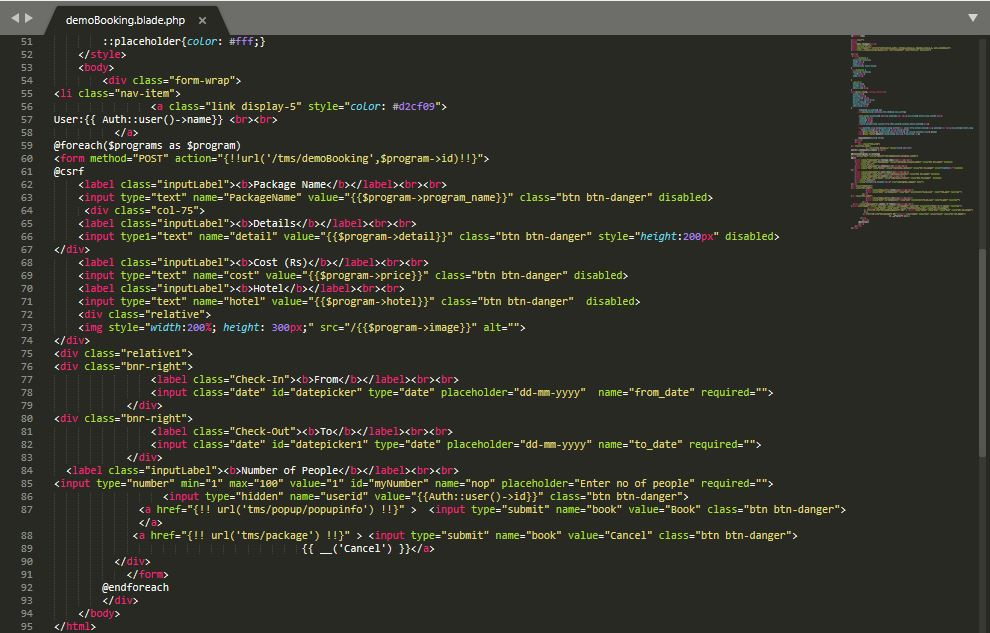 demoBooking.blade.php ×
51 ::placeholder{color: #fff;}
52 </style>
53 <body>
54 <div class="form-wrap">
55 <li class="nav-item">
56 <a class="link display-5" style="color: #d2cf09">
57 User:{{ Auth::user()->name}} <br><br>
58 </a>
59 @foreach($programs as $program)
60 <form method="POST" action="{!!url('/tms/demoBooking',$program->id)!!}">
61 @csrf
62 <label class="inputLabel"><b>Package Name</b></label><br><br>
63 <input type="text" name="PackageName" value="{{$program->program_name}}" class="btn btn-danger" disabled>
64 <div class="col-75">
65 <label class="inputLabel"><b>Details</b></label><br><br>
66 <input type1="text" name="detail" value="{{$program->detail}}" class="btn btn-danger" style="height:200px" disabled>
67 </div>
68 <label class="inputLabel"><b>Cost (Rs)</b></label><br><br>
69 <input type="text" name="cost" value="{{$program->price}}" class="btn btn-danger" disabled>
70 <label class="inputLabel"><b>Hotel</b></label><br><br>
71 <input type="text" name="hotel" value="{{$program->hotel}}" class="btn btn-danger"  disabled>
72 <div class="relative">
73 <img style="width:200%; height: 300px;" src="/{{$program->image}}" alt="">
74 </div>
75 <div class="relative1">
76 <div class="bnr-right">
77 <label class="Check-In"><b>From</b></label><br><br>
78 <input class="date" id="datepicker" type="date" placeholder="dd-mm-yyyy"  name="from_date" required="">
79 </div>
80 <div class="bnr-right">
81 <label class="Check-Out"><b>To</b></label><br><br>
82 <input class="date" id="datepicker1" type="date" placeholder="dd-mm-yyyy" name="to_date" required="">
83 </div>
84 <label class="inputLabel"><b>Number of People</b></label><br><br>
85 <input type="number" min="1" max="100" value="1" id="myNumber" name="nop" placeholder="Enter no of people" required="">
86 <input type="hidden" name="userid" value="{{Auth::user()->id}}" class="btn btn-danger">
87 <a href="{!! url('tms/popup/popupinfo') !!}" >  <input type="submit" name="book" value="Book" class="btn btn-danger">
</a>
88 <a href="{!! url('tms/package') !!}" > <input type="submit" name="book" value="Cancel" class="btn btn-danger">
89 {{ __('Cancel') }}</a>
90 </div>
91 </form>
92 @endforeach
93 </div>
94 </body>
95 </html>